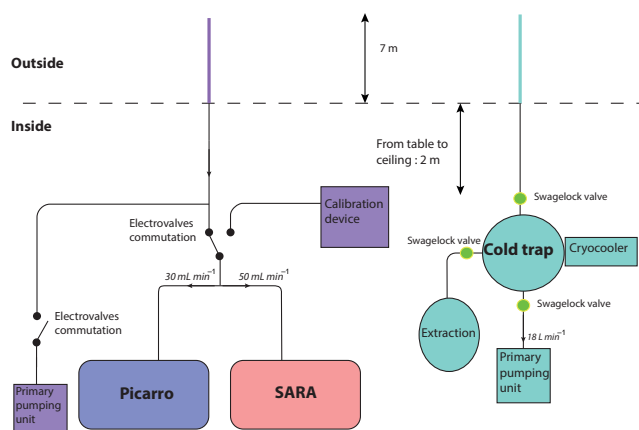 7 m
Outside
Inside
From table to
ceiling : 2 m
Swagelock valve
Calibration
device
Electrovalves
commutation
Swagelock valve
Cold trap
Cryocooler
30 mL min⁻¹
50 mL min⁻¹
Swagelock valve
Electrovalves
commutation
Extraction
18 L min⁻¹
Primary
pumping
unit
Picarro
SARA
Primary
pumping
unit